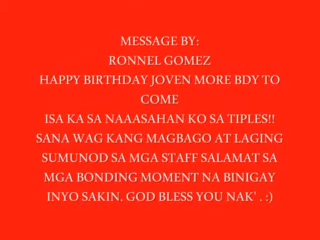 MESSAGE BY:
RONNEL GOMEZ
HAPPY BIRTHDAY JOVEN MORE BDY TO
COME
ISA KA SA NAAASAHAN KO SA TIPLES!!
SANA WAG KANG MAGBAGO AT LAGING
SUMUNOD SA MGA STAFF SALAMAT SA
MGA BONDING MOMENT NA BINIGAY
INYO SAKIN. GOD BLESS YOU NAK' . :)